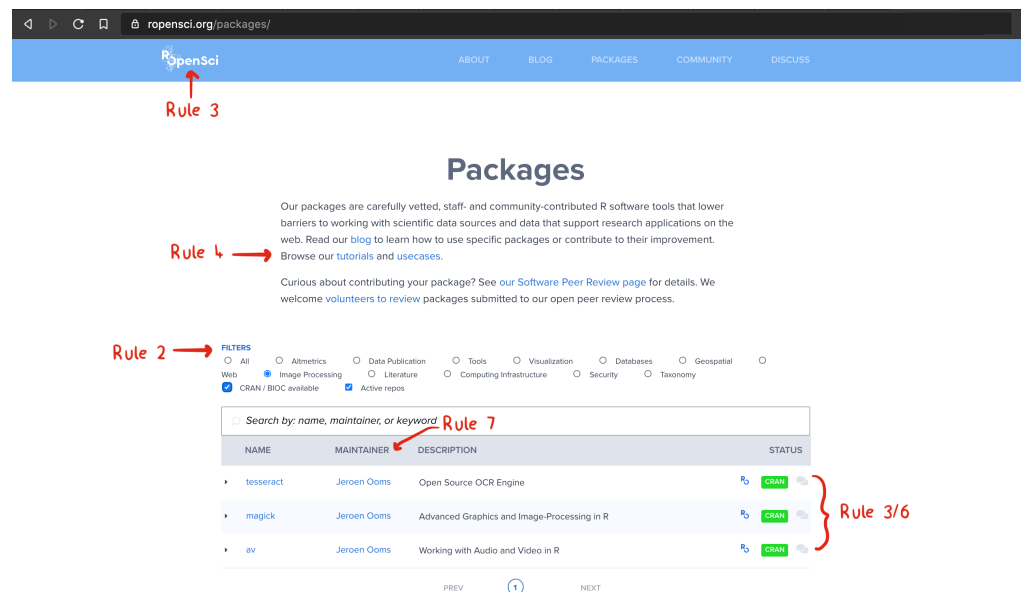 ropensci.org/packages/
ROpenSci
ABOUT BLOG PACKAGES COMMUNITY DISCUSS
Rule 3
Packages
Our packages are carefully vetted, staff- and community-contributed R software tools that lower
barriers to working with scientific data sources and data that support research applications on the
web. Read our blog to learn how to use specific packages or contribute to their improvement.
Rule 4
Browse our tutorials and usecases.
Curious about contributing your package? See our Software Peer Review page for details. We
welcome volunteers to review packages submitted to our open peer review process.
Rule 2
FILTERS
All Altmetrics Data Publication Tools Visualization Databases Geospatial
Web Image Processing Literature Computing Infrastructure Security Taxonomy
CRAN / BIOC available Active repos
Search by: name, maintainer, or keyword
Rule 7
NAME MAINTAINER DESCRIPTION STATUS
tesseract Jeroen Ooms Open Source OCR Engine CRAN
magick Jeroen Ooms Advanced Graphics and Image-Processing in R CRAN
Rule 3/6
av Jeroen Ooms Working with Audio and Video in R CRAN
PREV 1 NEXT